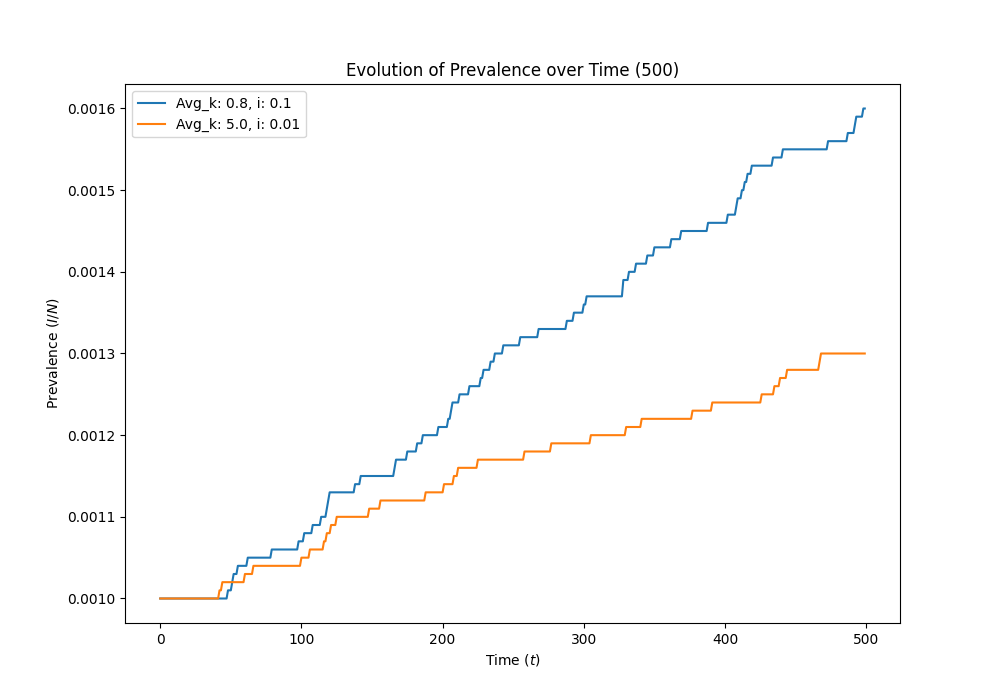 Evolution of Prevalence over Time (500)
Avg_k: 0.8, i: 0.1
Avg_k: 5.0, i: 0.01
0.0016
0.0015
0.0014
0.0013
0.0012
0.0011
0.0010
Prevalence (I/N)
0 100 200 300 400 500
Time (t)